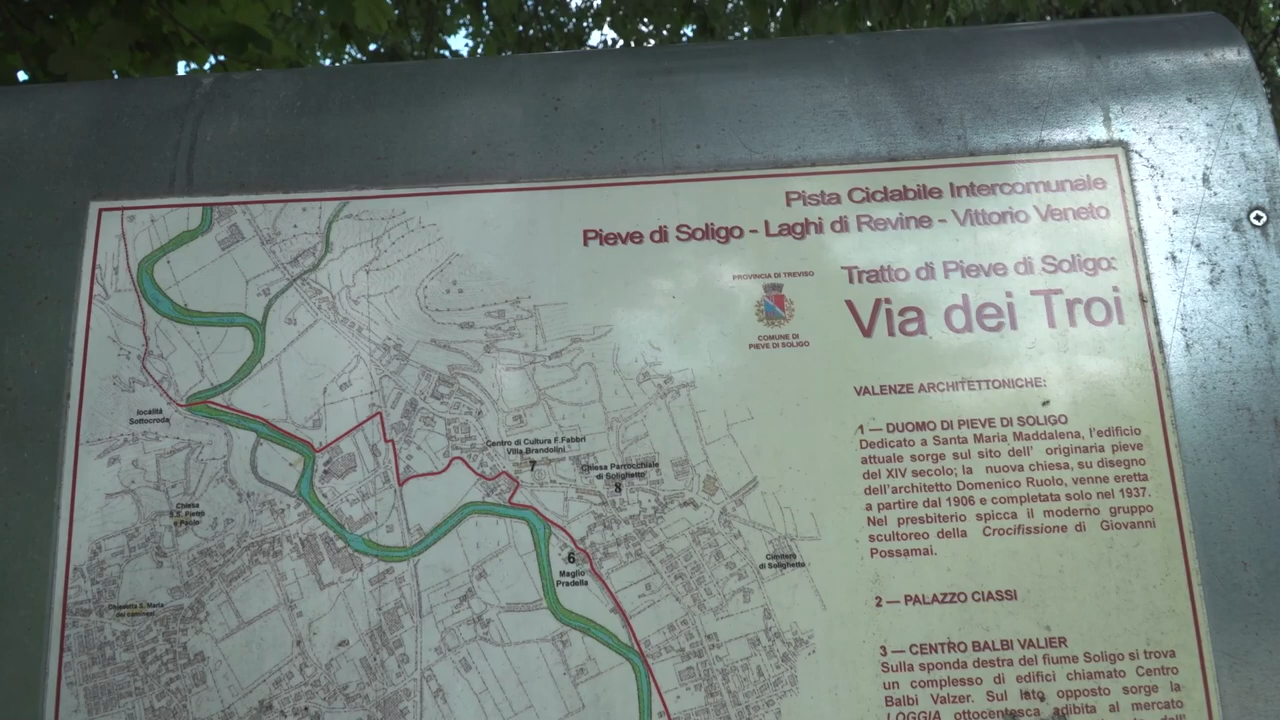 Pista Ciclabile Intercomunale
Pieve di Soligo - Laghi di Revine - Vittorio Veneto
Tratto di Pieve di Soligo:
Via dei Troi
PROVINCIA DI TREVISO
COMUNE DI
PIEVE DI SOLIGO
VALENZE ARCHITETTONICHE:
1 — DUOMO DI PIEVE DI SOLIGO
Dedicato a Santa Maria Maddalena, l'edificio
attuale sorge sul sito dell' originaria pieve
del XIV secolo; la nuova chiesa, su disegno
dell'architetto Domenico Ruolo, venne eretta
a partire dal 1906 e completata solo nel 1937.
Nel presbiterio spicca il moderno gruppo
scultoreo della Crocifissione di Giovanni
Possamai.
2 — PALAZZO CIASSI
3 — CENTRO BALBI VALIER
Sulla sponda destra del fiume Soligo si trova
un complesso di edifici chiamato Centro
Balbi Valzer. Sul lato opposto sorge la
LOGGIA ottocentesca adibita al mercato
località
Sottocroda
Centro di Cultura F.Fabbri
Villa Brandolini
7
Chiesa Parrocchiale
di Solighetto
8
Chiesa
S.S. Pietro
e Paolo
6
Maglio
Pradella
Cimitero
di Solighetto
Chiesetta S. Maria